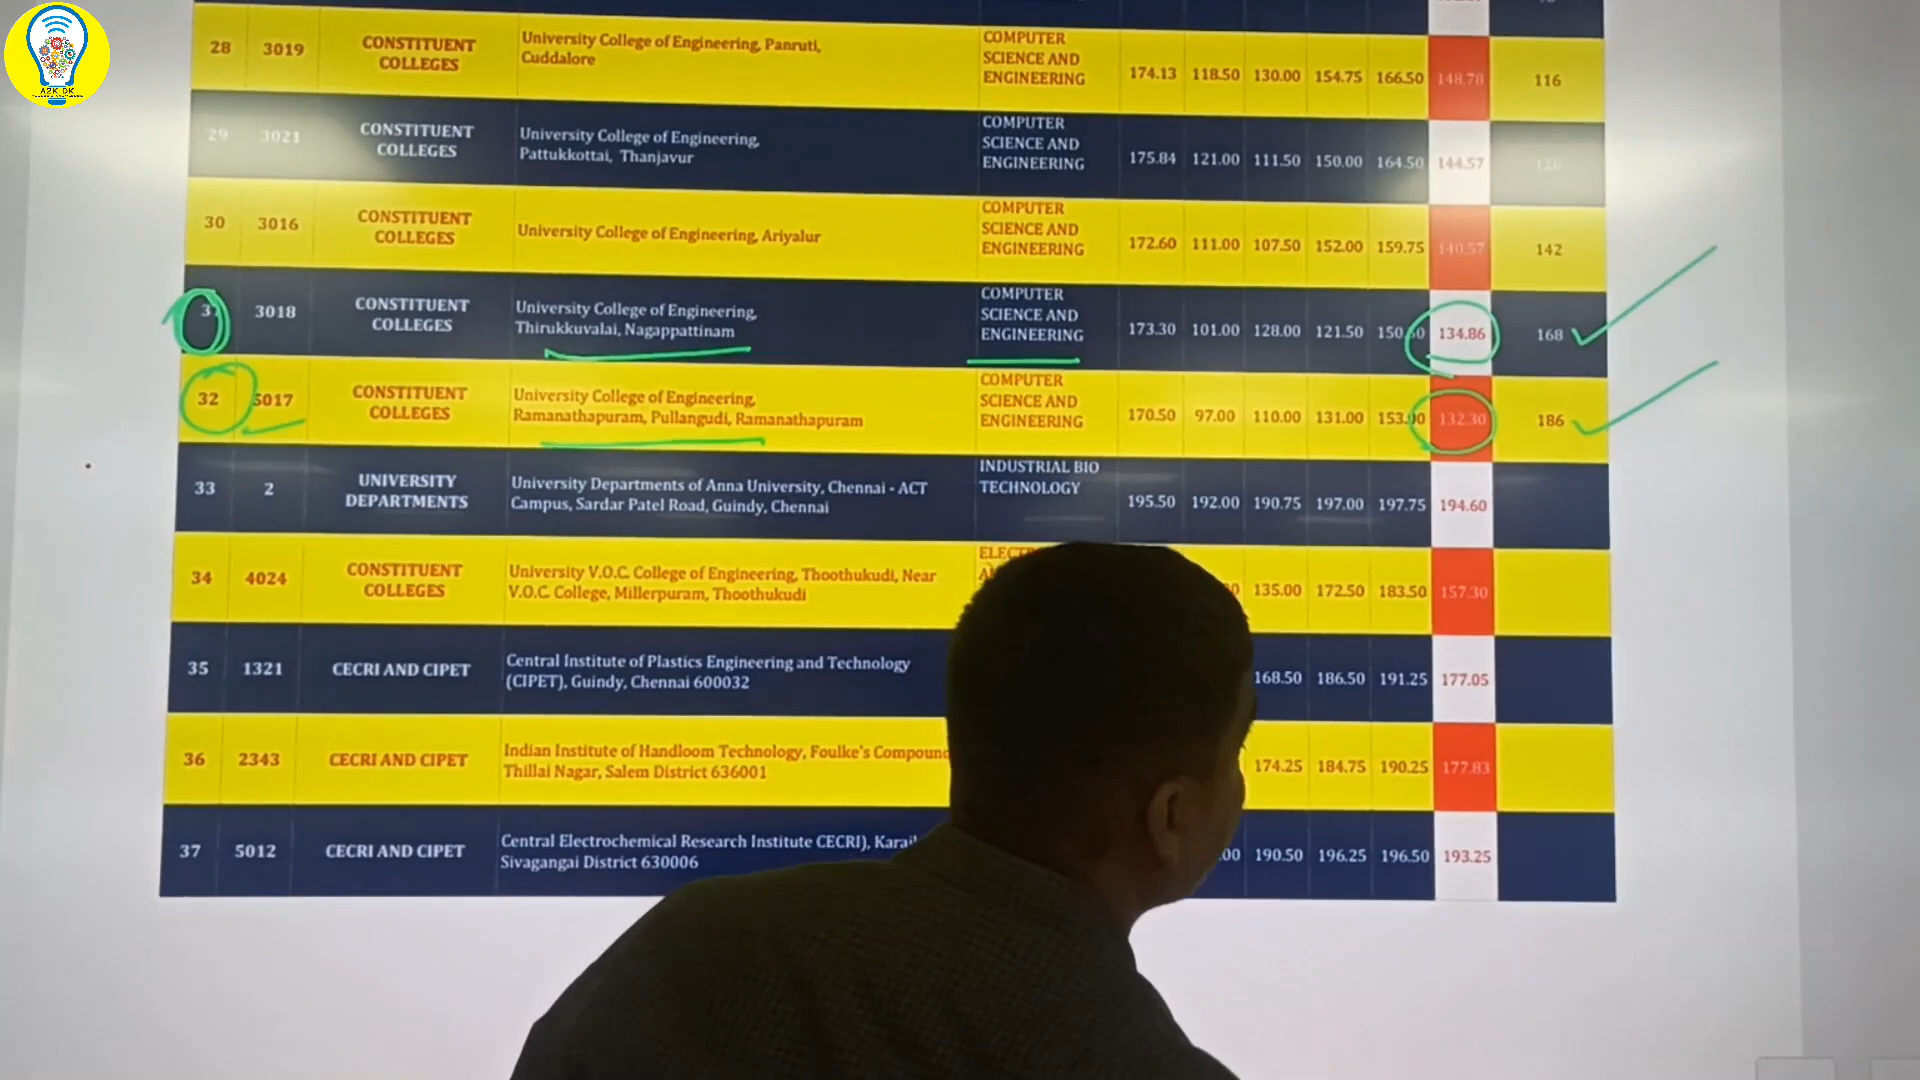 A2K DK
28 3019 CONSTITUENT COLLEGES University College of Engineering, Panruti, Cuddalore COMPUTER SCIENCE AND ENGINEERING 174.13 118.50 130.00 154.75 166.50 148.78 116
29 3021 CONSTITUENT COLLEGES University College of Engineering, Pattukkottai, Thanjavur COMPUTER SCIENCE AND ENGINEERING 175.84 121.00 111.50 150.00 164.50 144.57
30 3016 CONSTITUENT COLLEGES University College of Engineering, Ariyalur COMPUTER SCIENCE AND ENGINEERING 172.60 111.00 107.50 152.00 159.75 140.57 142
3018 CONSTITUENT COLLEGES University College of Engineering, Thirukkuvalai, Nagappattinam COMPUTER SCIENCE AND ENGINEERING 173.30 101.00 128.00 121.50 134.86 168
32 5017 CONSTITUENT COLLEGES University College of Engineering, Ramanathapuram, Pullangudi, Ramanathapuram COMPUTER SCIENCE AND ENGINEERING 170.50 97.00 110.00 131.00 153.00 132.30 186
33 2 UNIVERSITY DEPARTMENTS University Departments of Anna University, Chennai - ACT Campus, Sardar Patel Road, Guindy, Chennai INDUSTRIAL BIO TECHNOLOGY 195.50 192.00 190.75 197.00 197.75 194.60
34 4024 CONSTITUENT COLLEGES University V.O.C. College of Engineering, Thoothukudi, Near V.O.C. College, Millerpuram, Thoothukudi 135.00 172.50 183.50 157.30
35 1321 CECRI AND CIPET Central Institute of Plastics Engineering and Technology (CIPET), Guindy, Chennai 600032 168.50 186.50 191.25 177.05
36 2343 CECRI AND CIPET Indian Institute of Handloom Technology, Foulke's Compound Thillai Nagar, Salem District 636001 174.25 184.75 190.25 177.83
37 5012 CECRI AND CIPET Central Electrochemical Research Institute CECRI), Sivagangai District 630006 190.50 196.25 196.50 193.25